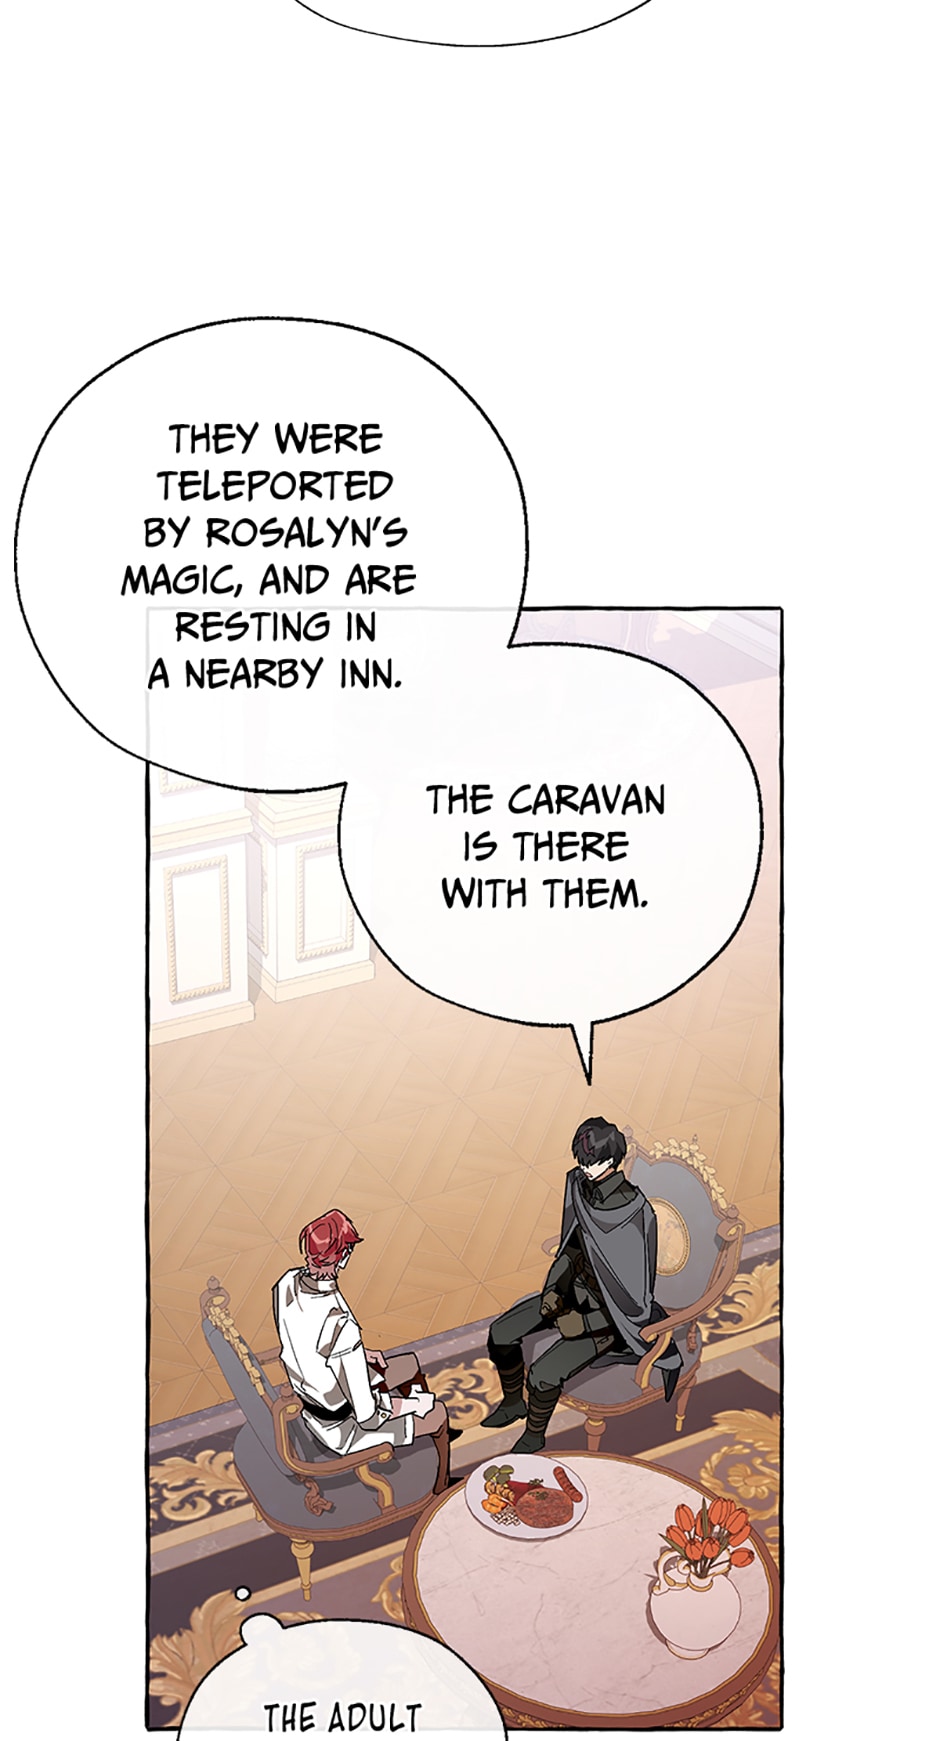 THEY WERE
TELEPORTED
BY ROSALYN'S
MAGIC, AND ARE
RESTING IN
A NEARBY INN.
THE CARAVAN
IS THERE
WITH THEM.
THE ADULT